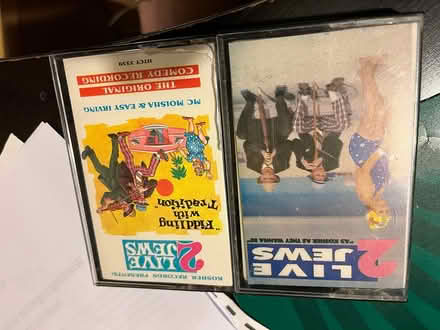 KOSHER RECORDS PRESENTS:
2 LIVE
JEWS
"Fiddling
with
Tradition"
MC MOISHA & EASY IRVING
THE ORIGINAL
COMEDY RECORDING
HTCT 3339
2 LIVE
JEWS
"AS KOSHER AS THEY WANNA BE"